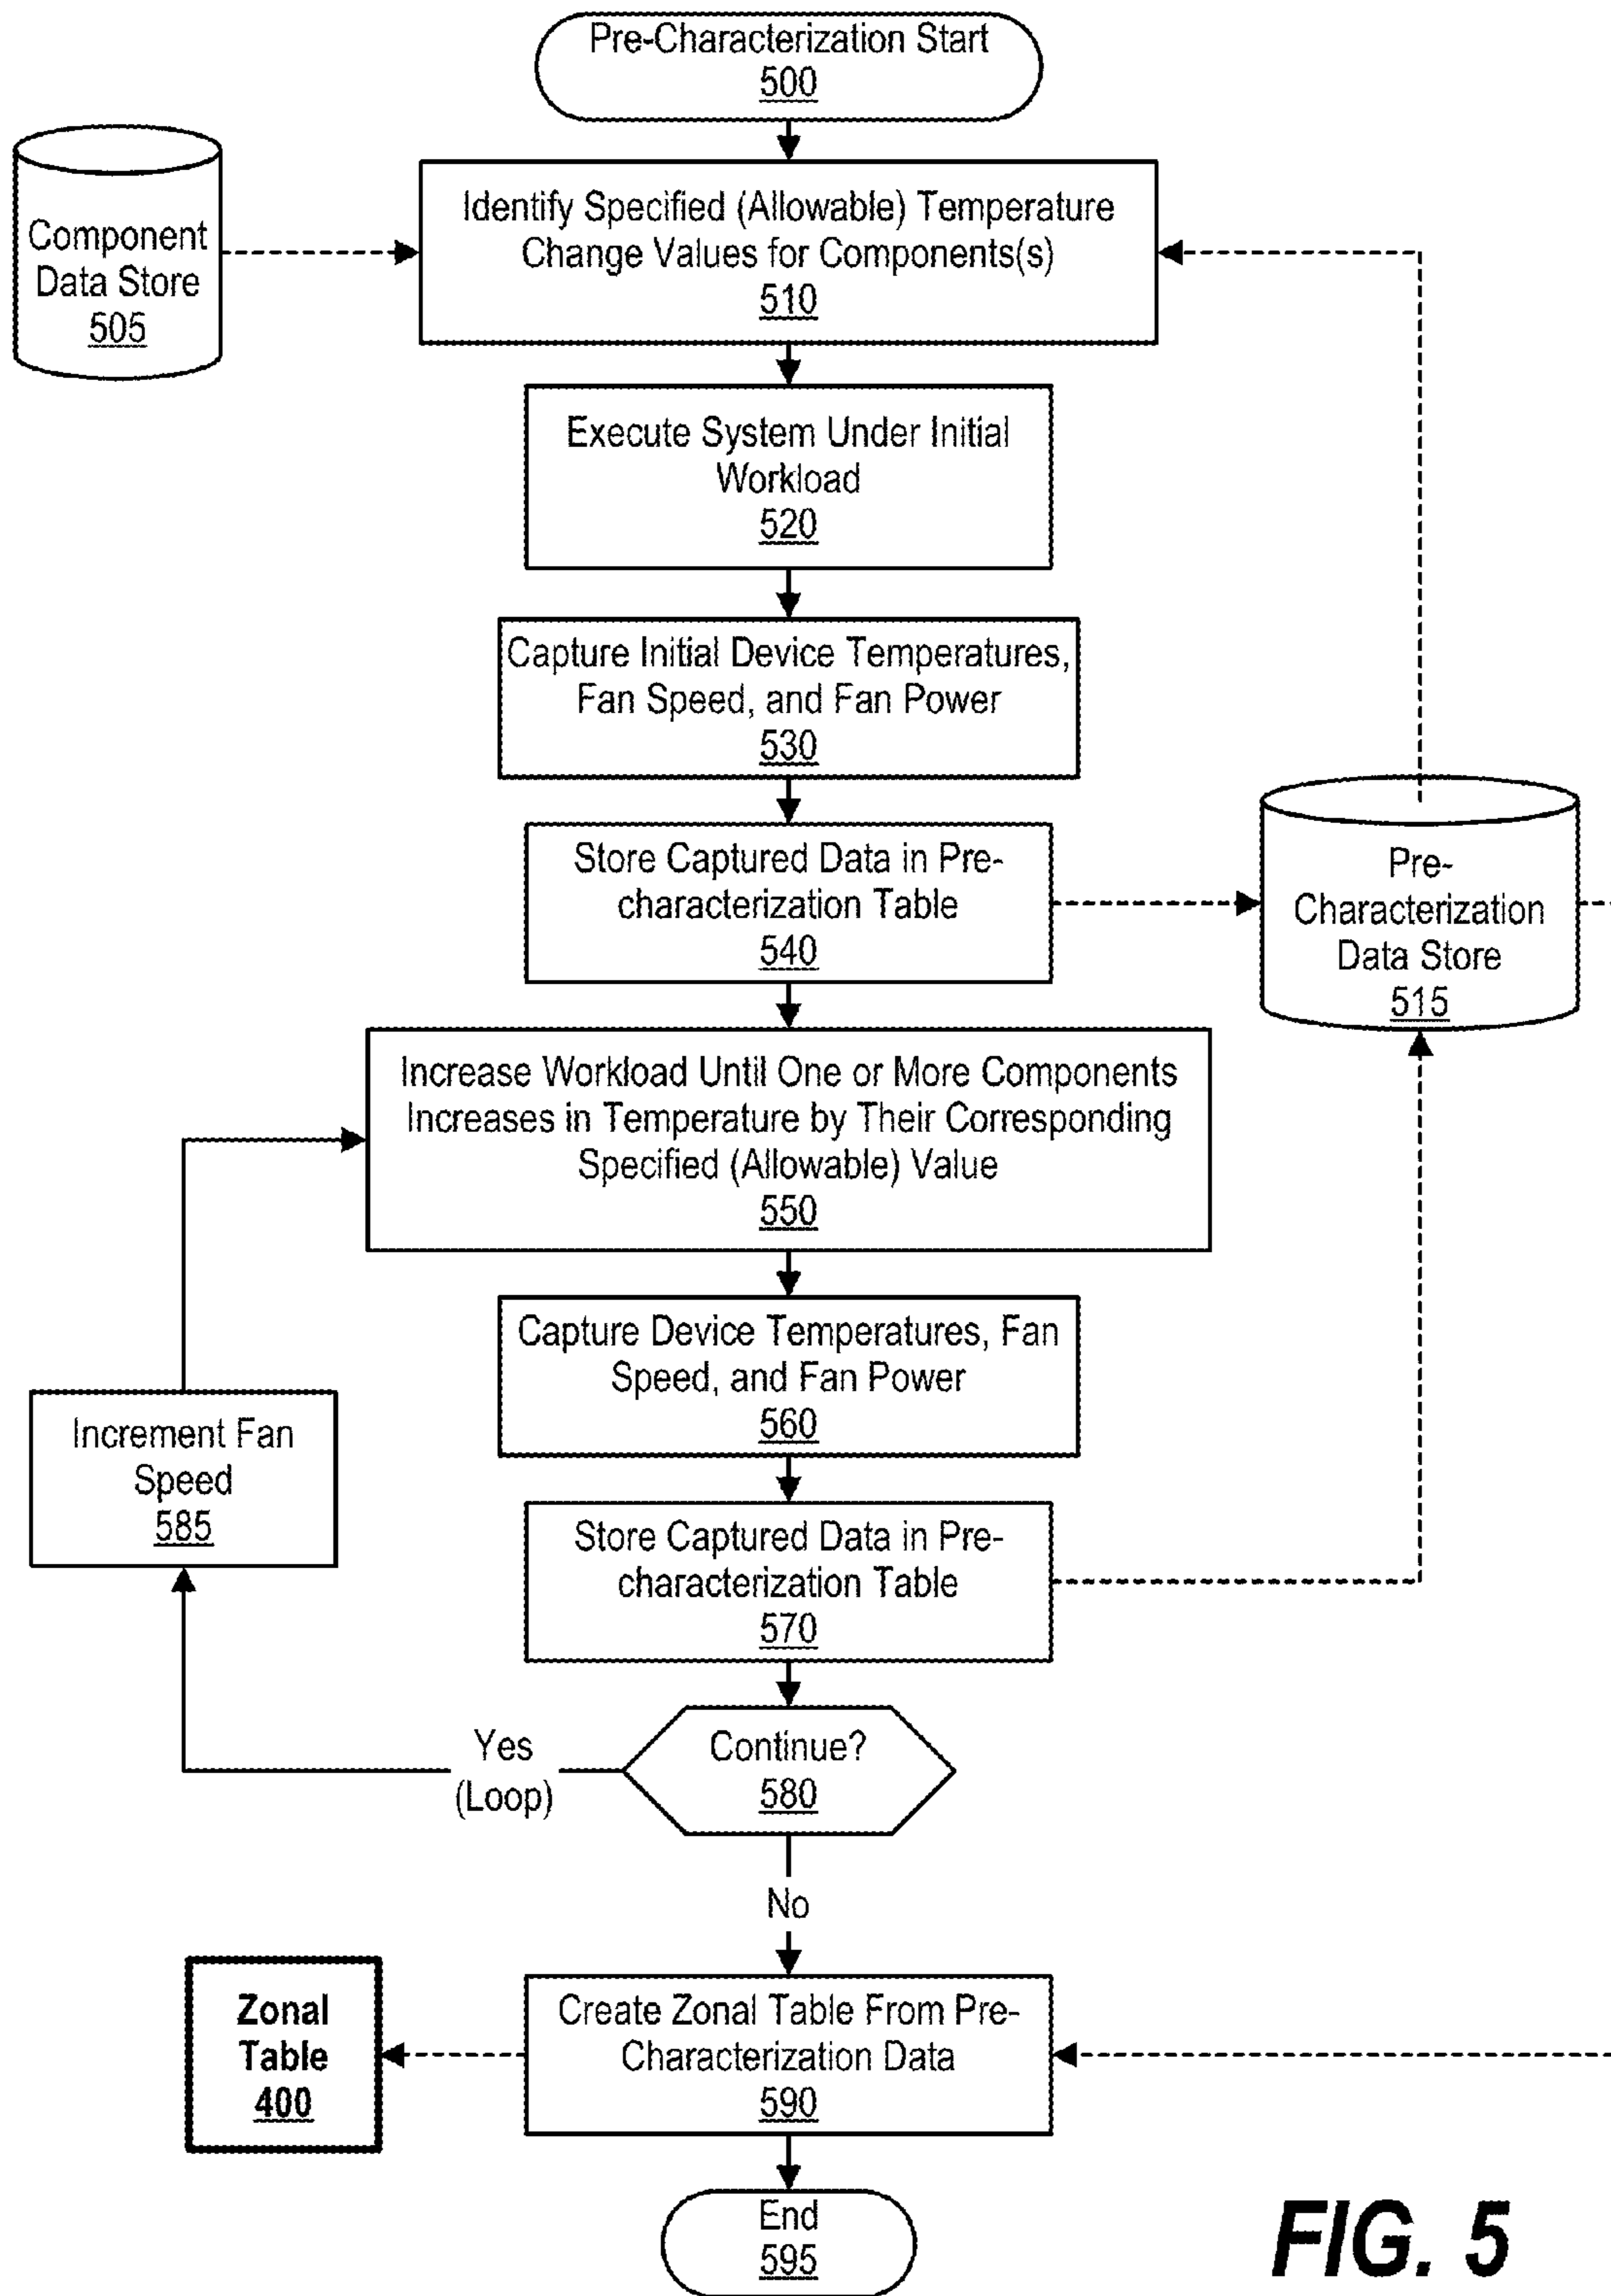 Pre-Characterization Start
500
Component
Data Store
505
Identify Specified (Allowable) Temperature
Change Values for Components(s)
510
Execute System Under Initial
Workload
520
Capture Initial Device Temperatures,
Fan Speed, and Fan Power
530
Store Captured Data in Pre-
characterization Table
540
Pre-
Characterization
Data Store
515
Increase Workload Until One or More Components
Increases in Temperature by Their Corresponding
Specified (Allowable) Value
550
Capture Device Temperatures, Fan
Speed, and Fan Power
560
Increment Fan
Speed
585
Store Captured Data in Pre-
characterization Table
570
Continue?
580
Yes
(Loop)
No
Zonal
Table
400
Create Zonal Table From Pre-
Characterization Data
590
End
595
FIG. 5